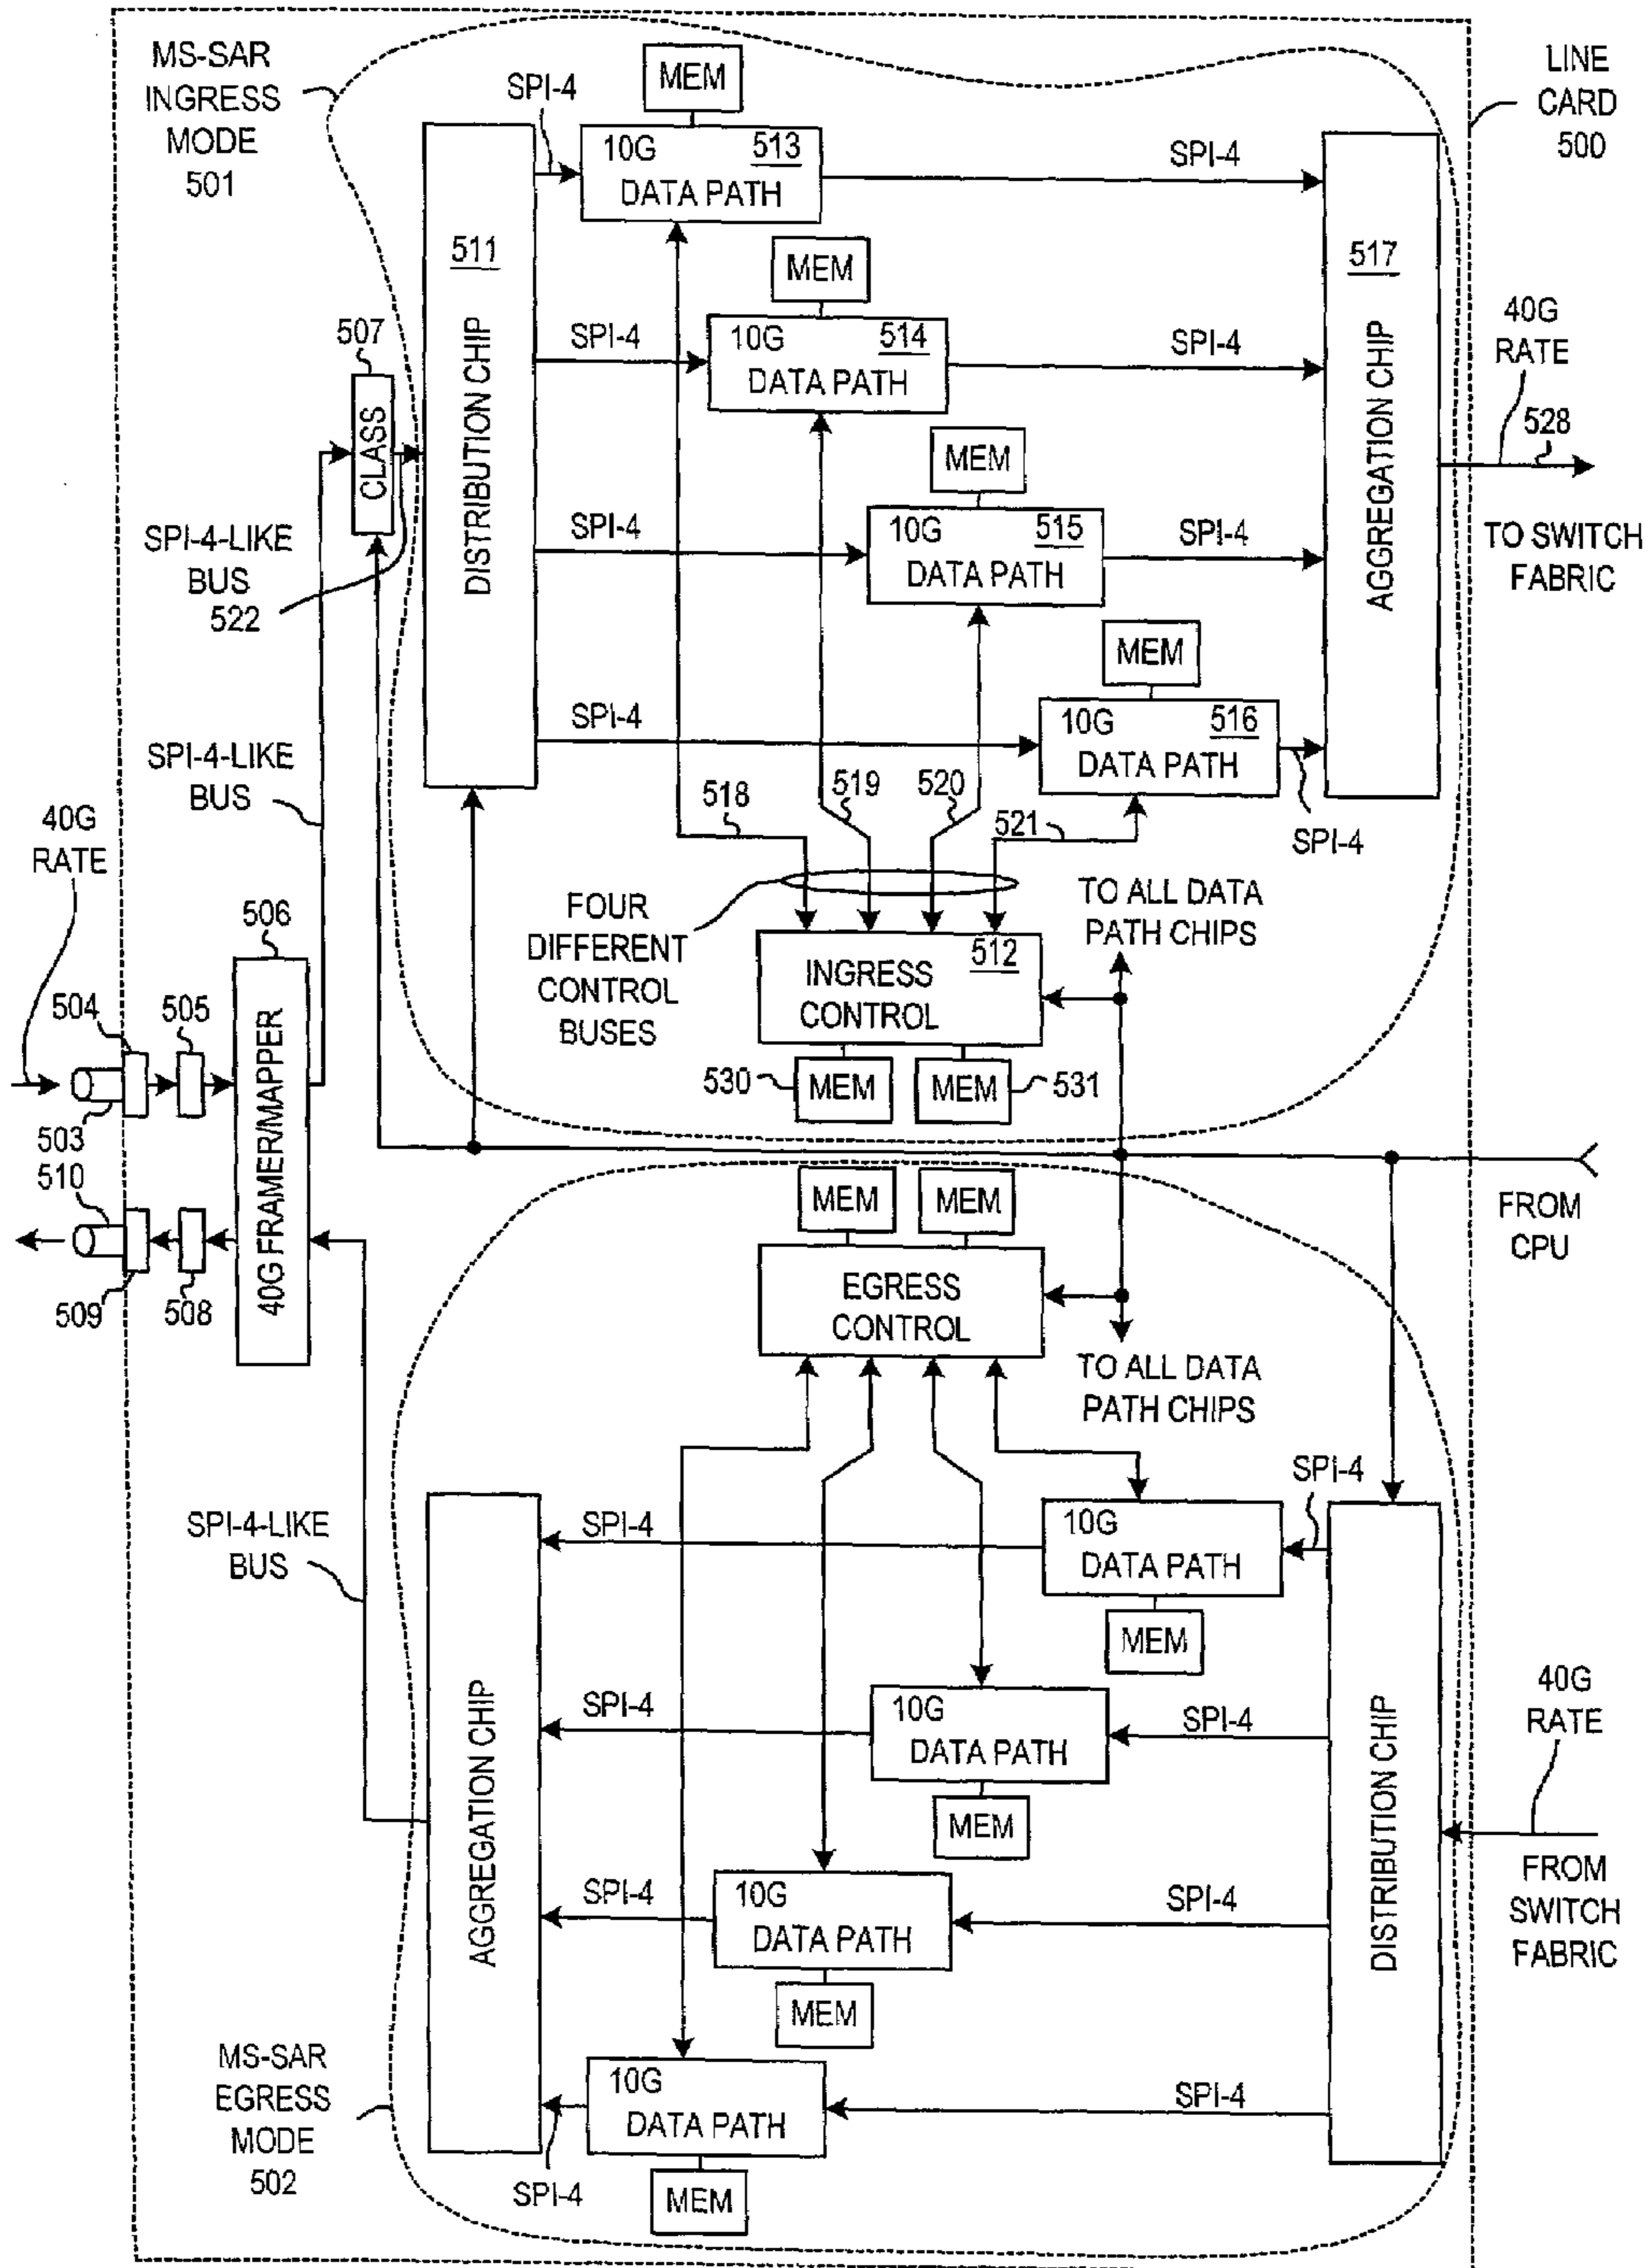 MS-SAR
INGRESS
MODE
501
LINE
CARD
500
MEM
SPI-4
10G 513
DATA PATH
SPI-4
511
DISTRIBUTION CHIP
MEM
SPI-4
10G 514
DATA PATH
SPI-4
517
AGGREGATION CHIP
40G
RATE
528
TO SWITCH
FABRIC
507
CLASS
SPI-4-LIKE
BUS
522
MEM
SPI-4
10G 515
DATA PATH
SPI-4
MEM
SPI-4
10G 516
DATA PATH
SPI-4
SPI-4-LIKE
BUS
518
519
520
521
40G
RATE
FOUR
DIFFERENT
CONTROL
BUSES
TO ALL DATA
PATH CHIPS
506
504
505
503
40G FRAMER/MAPPER
INGRESS 512
CONTROL
530
MEM
MEM
531
510
509
508
MEM
MEM
FROM
CPU
EGRESS
CONTROL
TO ALL DATA
PATH CHIPS
SPI-4-LIKE
BUS
AGGREGATION CHIP
SPI-4
10G
DATA PATH
SPI-4
MEM
DISTRIBUTION CHIP
SPI-4
10G
DATA PATH
SPI-4
MEM
40G
RATE
FROM
SWITCH
FABRIC
SPI-4
10G
DATA PATH
SPI-4
MEM
MS-SAR
EGRESS
MODE
502
SPI-4
10G
DATA PATH
SPI-4
MEM